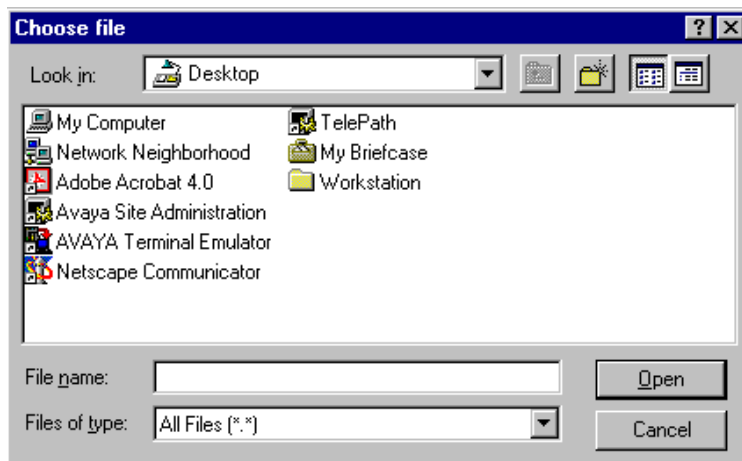 Choose file
Look in: Desktop
My Computer
Network Neighborhood
Adobe Acrobat 4.0
Avaya Site Administration
AVAYA Terminal Emulator
Netscape Communicator
TelePath
My Briefcase
Workstation
File name: Open
Files of type: All Files (*.*) Cancel